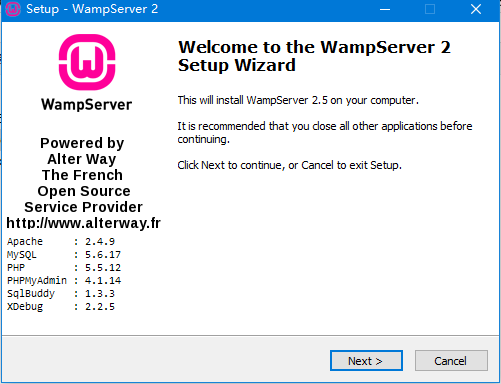 Setup - WampServer 2
WampServer
Powered by
Alter Way
The French
Open Source
Service Provider
http://www.alterway.fr
Apache : 2.4.9
MySQL : 5.6.17
PHP : 5.5.12
PHPMyAdmin : 4.1.14
SqlBuddy : 1.3.3
XDebug : 2.2.5
Welcome to the WampServer 2
Setup Wizard
This will install WampServer 2.5 on your computer.
It is recommended that you close all other applications before
continuing.
Click Next to continue, or Cancel to exit Setup.
Next >
Cancel